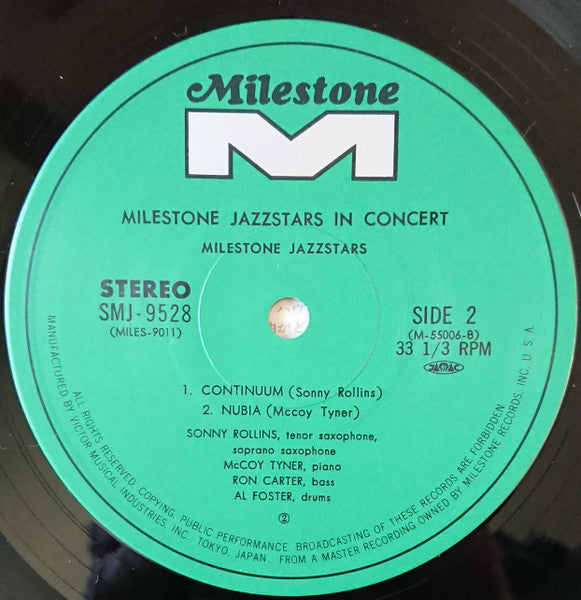 Milestone
M
MILESTONE JAZZSTARS IN CONCERT
MILESTONE JAZZSTARS
STEREO
SMJ-9528
(MILES-9011)
SIDE 2
(M-55006-B)
33 1/3 RPM
JASRAC
1. CONTINUUM (Sonny Rollins)
2. NUBIA (Mccoy Tyner)
SONNY ROLLINS, tenor saxophone,
soprano saxophone
McCOY TYNER, piano
RON CARTER, bass
AL FOSTER, drums
②
ALL RIGHTS RESERVED. COPYING. PUBLIC PERFORMANCE. BROADCASTING OF THESE RECORDS ARE FORBIDDEN
MANUFACTURED BY VICTOR MUSICAL INDUSTRIES, INC. TOKYO, JAPAN. FROM A MASTER RECORDING OWNED BY MILESTONE RECORDS, INC. U.S.A.